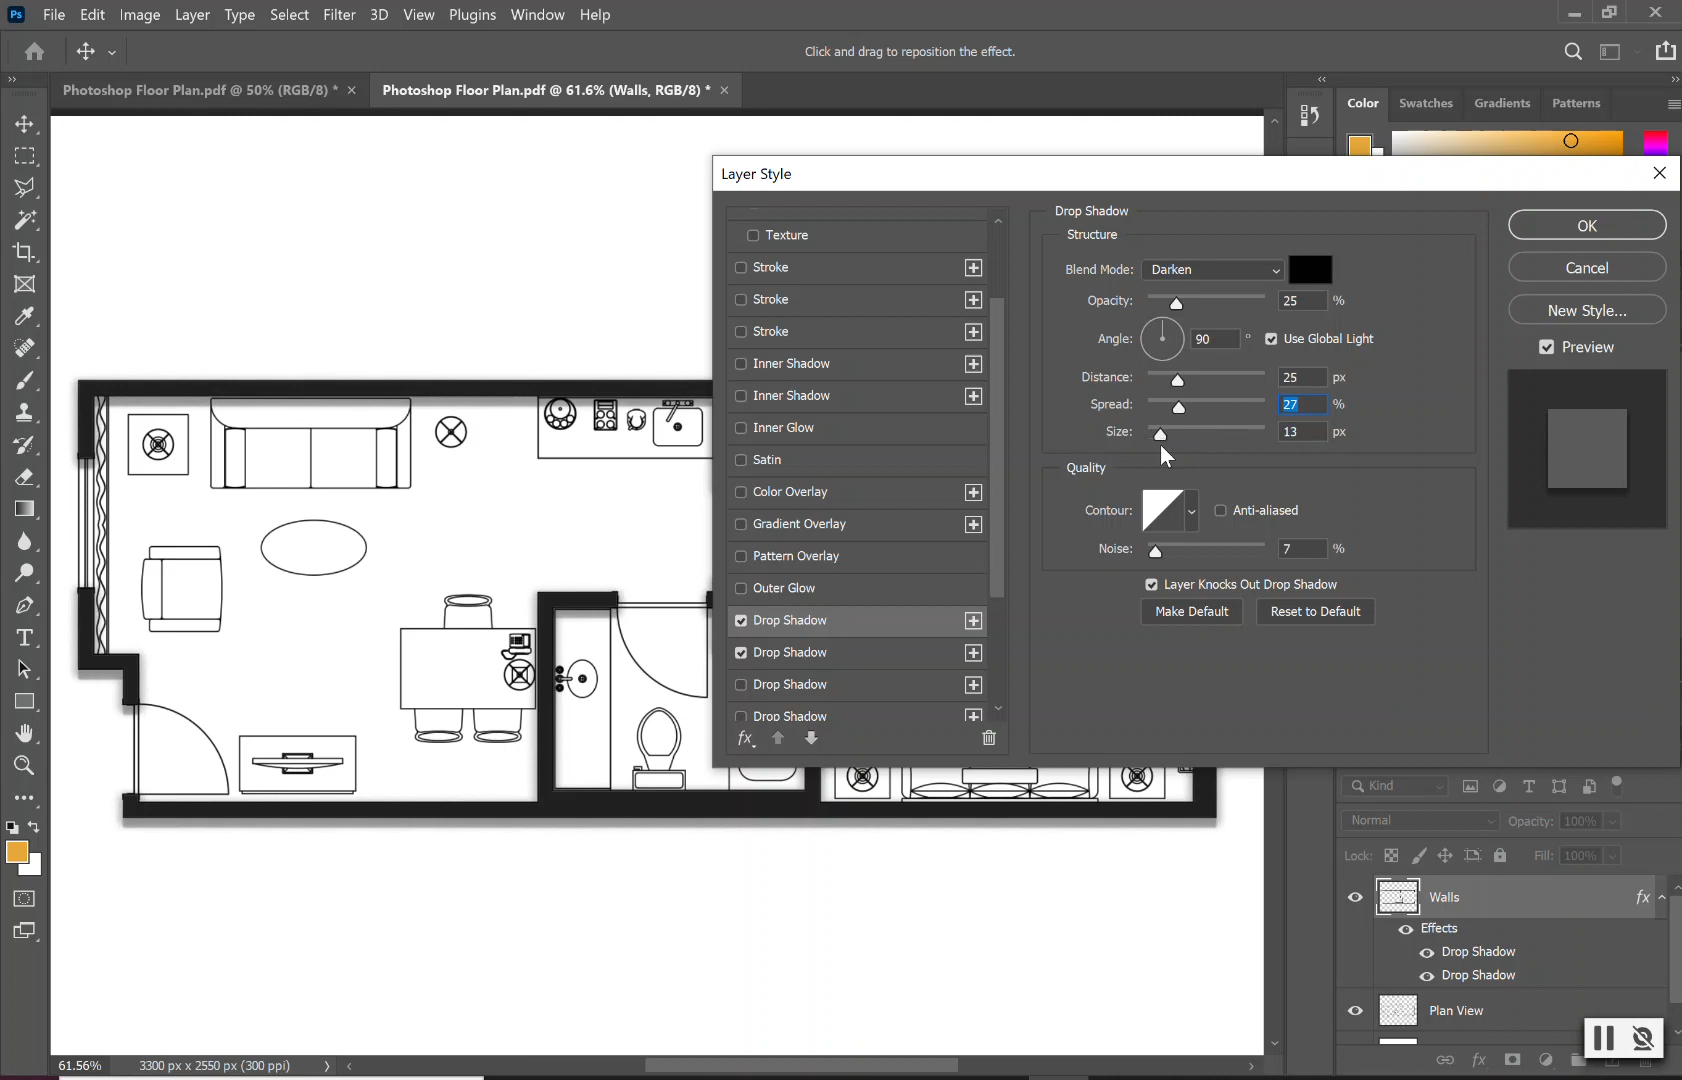 Ps File Edit Image Layer Type Select Filter 3D View Plugins Window Help
Click and drag to reposition the effect.
Photoshop Floor Plan.pdf @ 50% (RGB/8) * × Photoshop Floor Plan.pdf @ 61.6% (Walls, RGB/8) * ×
Color Swatches Gradients Patterns
Layer Style
Texture
Stroke
Stroke
Stroke
Inner Shadow
Inner Shadow
Inner Glow
Satin
Color Overlay
Gradient Overlay
Pattern Overlay
Outer Glow
Drop Shadow
Drop Shadow
Drop Shadow
Drop Shadow
fx
Drop Shadow
Structure
Blend Mode: Darken
Opacity: 25 %
Angle: 90 ° Use Global Light
Distance: 25 px
Spread: 27 %
Size: 13 px
Quality
Contour: Anti-aliased
Noise: 7 %
Layer Knocks Out Drop Shadow
Make Default Reset to Default
OK
Cancel
New Style...
Preview
Kind
Normal Opacity: 100%
Lock: Fill: 100%
Walls fx
Effects
Drop Shadow
Drop Shadow
Plan View
fx
61.56% 3300 px x 2550 px (300 ppi)